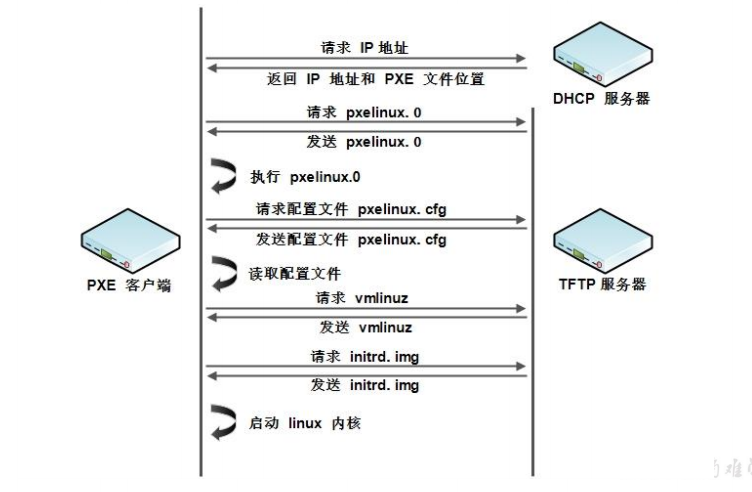 请求 IP 地址
返回 IP 地址和 PXE 文件位置
DHCP 服务器
请求 pxelinux. 0
发送 pxelinux. 0
执行 pxelinux.0
请求配置文件 pxelinux. cfg
发送配置文件 pxelinux. cfg
PXE 客户端
TFTP 服务器
读取配置文件
请求 vmlinuz
发送 vmlinuz
请求 initrd. img
发送 initrd. img
启动 linux 内核